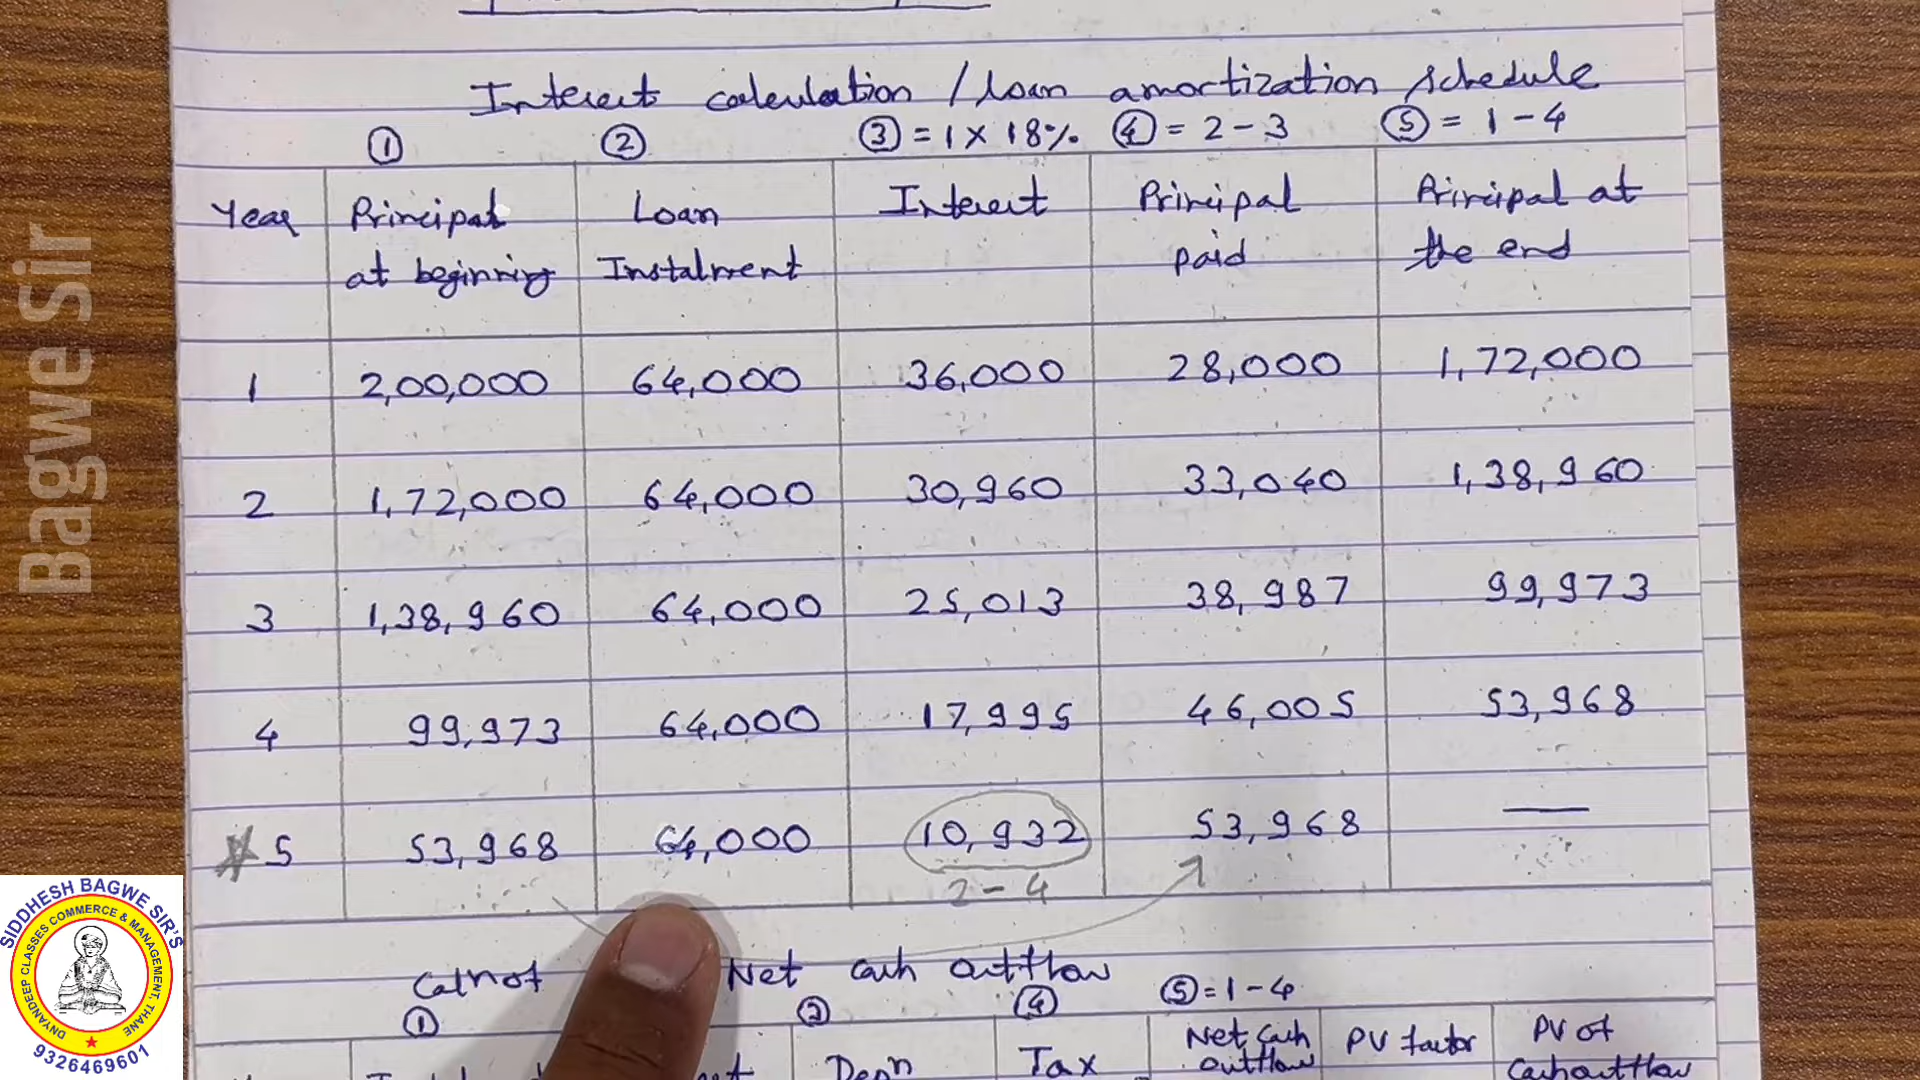 Interest calculation / loan amortization schedule
① ② ③ = 1 × 18% ④ = 2 - 3 ⑤ = 1 - 4
Year Principal at beginning Loan Instalment Interest Principal paid Principal at the end
1 2,00,000 64,000 36,000 28,000 1,72,000
2 1,72,000 64,000 30,960 33,040 1,38,960
3 1,38,960 64,000 25,013 38,987 99,973
4 99,973 64,000 17,995 46,005 53,968
5 53,968 64,000 10,932 53,968 —
2 - 4
Calⁿ of Net cash outflow
① ③ ④ ⑤ = 1 - 4
Depn Tax Net Cash outflow PV factor PV of Cashoutflow
Bagwe Sir
SIDDHESH BAGWE SIR'S
DNYANDEEP CLASSES COMMERCE & MANAGEMENT, THANE
9326469601